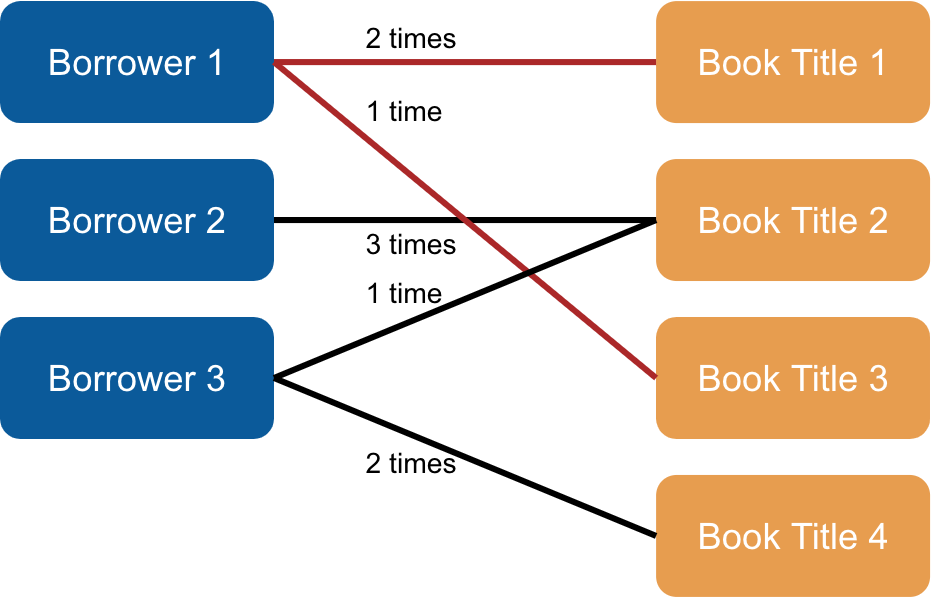 Borrower 1
2 times
Book Title 1
1 time
Borrower 2
Book Title 2
3 times
1 time
Borrower 3
Book Title 3
2 times
Book Title 4